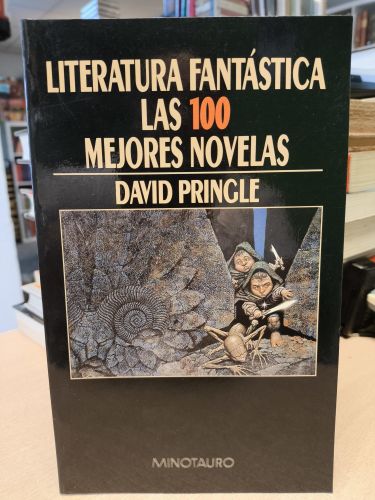 LITERATURA FANTÁSTICA
LAS 100
MEJORES NOVELAS
DAVID PRINGLE
MINOTAURO